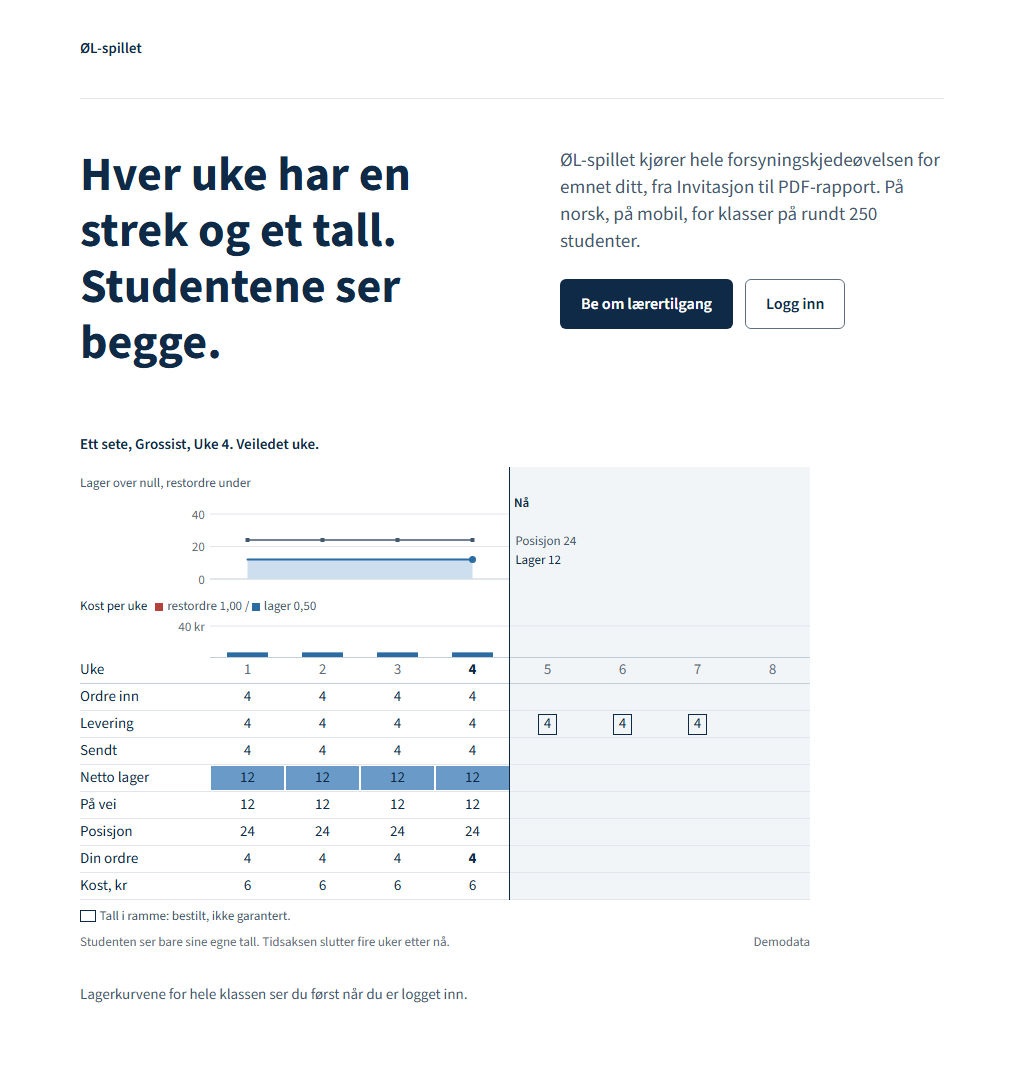 ØL-spillet
Hver uke har en
strek og et tall.
Studentene ser
begge.
ØL-spillet kjører hele forsyningskjedeøvelsen for
emnet ditt, fra Invitasjon til PDF-rapport. På
norsk, på mobil, for klasser på rundt 250
studenter.
Be om lærertilgang
Logg inn
Ett sete, Grossist, Uke 4. Veiledet uke.
Lager over null, restordre under
Nå
40
20
0
Posisjon 24
Lager 12
Kost per uke restordre 1,00 / lager 0,50
40 kr
Uke 1 2 3 4 5 6 7 8
Ordre inn 4 4 4 4
Levering 4 4 4 4 4 4 4
Sendt 4 4 4 4
Netto lager 12 12 12 12
På vei 12 12 12 12
Posisjon 24 24 24 24
Din ordre 4 4 4 4
Kost, kr 6 6 6 6
Tall i ramme: bestilt, ikke garantert.
Studenten ser bare sine egne tall. Tidsaksen slutter fire uker etter nå. Demodata
Lagerkurvene for hele klassen ser du først når du er logget inn.